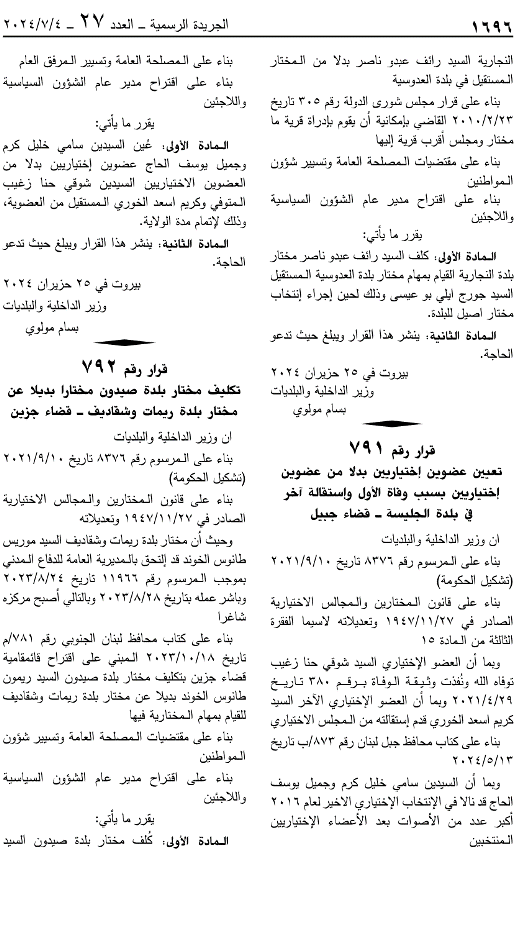 ١٦٩٦
الجريدة الرسمية ــ العدد ٢٧ ــ ٢٠٢٤/٧/٤
النجارية السيد رائف عبدو ناصر بدلا من المختار
المستقيل في بلدة العدوسية
بناء على قرار مجلس شورى الدولة رقم ٣٠٥ تاريخ
٢٠١٠/٢/٢٣ القاضي بإمكانية أن يقوم بإدراة قرية ما
مختار ومجلس أقرب قرية إليها
بناء على مقتضيات المصلحة العامة وتسيير شؤون
المواطنين
بناء على اقتراح مدير عام الشؤون السياسية
واللاجئين
يقرر ما يأتي:
المادة الأولى: كلف السيد رائف عبدو ناصر مختار
بلدة النجارية القيام بمهام مختار بلدة العدوسية المستقيل
السيد جورج ايلي بو عيسى وذلك لحين إجراء إنتخاب
مختار اصيل للبلدة.
المادة الثانية: ينشر هذا القرار ويبلغ حيث تدعو
الحاجة.
بيروت في ٢٥ حزيران ٢٠٢٤
وزير الداخلية والبلديات
بسام مولوي
قرار رقم ٧٩١
تعيين عضوين إختياريين بدلا من عضوين
إختياريين بسبب وفاة الأول واستقالة آخر
في بلدة الجليسة ــ قضاء جبيل
ان وزير الداخلية والبلديات
بناء على المرسوم رقم ٨٣٧٦ تاريخ ٢٠٢١/٩/١٠
(تشكيل الحكومة)
بناء على قانون المختارين والمجالس الاختيارية
الصادر في ١٩٤٧/١١/٢٧ وتعديلاته لاسيما الفقرة
الثالثة من المادة ١٥
وبما أن العضو الإختياري السيد شوقي حنا زغيب
توفاه الله ونُفذت وثيقة الوفاة برقم ٣٨٠ تاريخ
٢٠٢١/٤/٢٩ وبما أن العضو الإختياري الآخر السيد
كريم اسعد الخوري قدم إستقالته من المجلس الاختياري
بناء على كتاب محافظ جبل لبنان رقم ٨٧٣/ب تاريخ
٢٠٢٤/٥/١٣
وبما أن السيدين سامي خليل كرم وجميل يوسف
الحاج قد نالا في الإنتخاب الإختياري الاخير لعام ٢٠١٦
أكبر عدد من الأصوات بعد الأعضاء الإختياريين
المنتخبين
بناء على المصلحة العامة وتسيير المرفق العام
بناء على اقتراح مدير عام الشؤون السياسية
واللاجئين
يقرر ما يأتي:
المادة الأولى: عُين السيدين سامي خليل كرم
وجميل يوسف الحاج عضوين إختياريين بدلا من
العضوين الاختياريين السيدين شوقي حنا زغيب
المتوفي وكريم اسعد الخوري المستقيل من العضوية،
وذلك لإتمام مدة الولاية.
المادة الثانية: ينشر هذا القرار ويبلغ حيث تدعو
الحاجة.
بيروت في ٢٥ حزيران ٢٠٢٤
وزير الداخلية والبلديات
بسام مولوي
قرار رقم ٧٩٢
تكليف مختار بلدة صيدون مختارا بديلا عن
مختار بلدة ريمات وشقاديف ــ قضاء جزين
ان وزير الداخلية والبلديات
بناء على المرسوم رقم ٨٣٧٦ تاريخ ٢٠٢١/٩/١٠
(تشكيل الحكومة)
بناء على قانون المختارين والمجالس الاختيارية
الصادر في ١٩٤٧/١١/٢٧ وتعديلاته
وحيث أن مختار بلدة ريمات وشقاديف السيد موريس
طانوس الخوند قد إلتحق بالمديرية العامة للدفاع المدني
بموجب المرسوم رقم ١١٩٦٦ تاريخ ٢٠٢٣/٨/٢٤
وباشر عمله بتاريخ ٢٠٢٣/٨/٢٨ وبالتالي أصبح مركزه
شاغرا
بناء على كتاب محافظ لبنان الجنوبي رقم ٧٨١/م
تاريخ ٢٠٢٣/١٠/١٨ المبني على اقتراح قائمقامية
قضاء جزين بتكليف مختار بلدة صيدون السيد ريمون
طانوس الخوند بديلا عن مختار بلدة ريمات وشقاديف
للقيام بمهام المختارية فيها
بناء على مقتضيات المصلحة العامة وتسيير شؤون
المواطنين
بناء على اقتراح مدير عام الشؤون السياسية
واللاجئين
يقرر ما يأتي:
المادة الأولى: كُلف مختار بلدة صيدون السيد